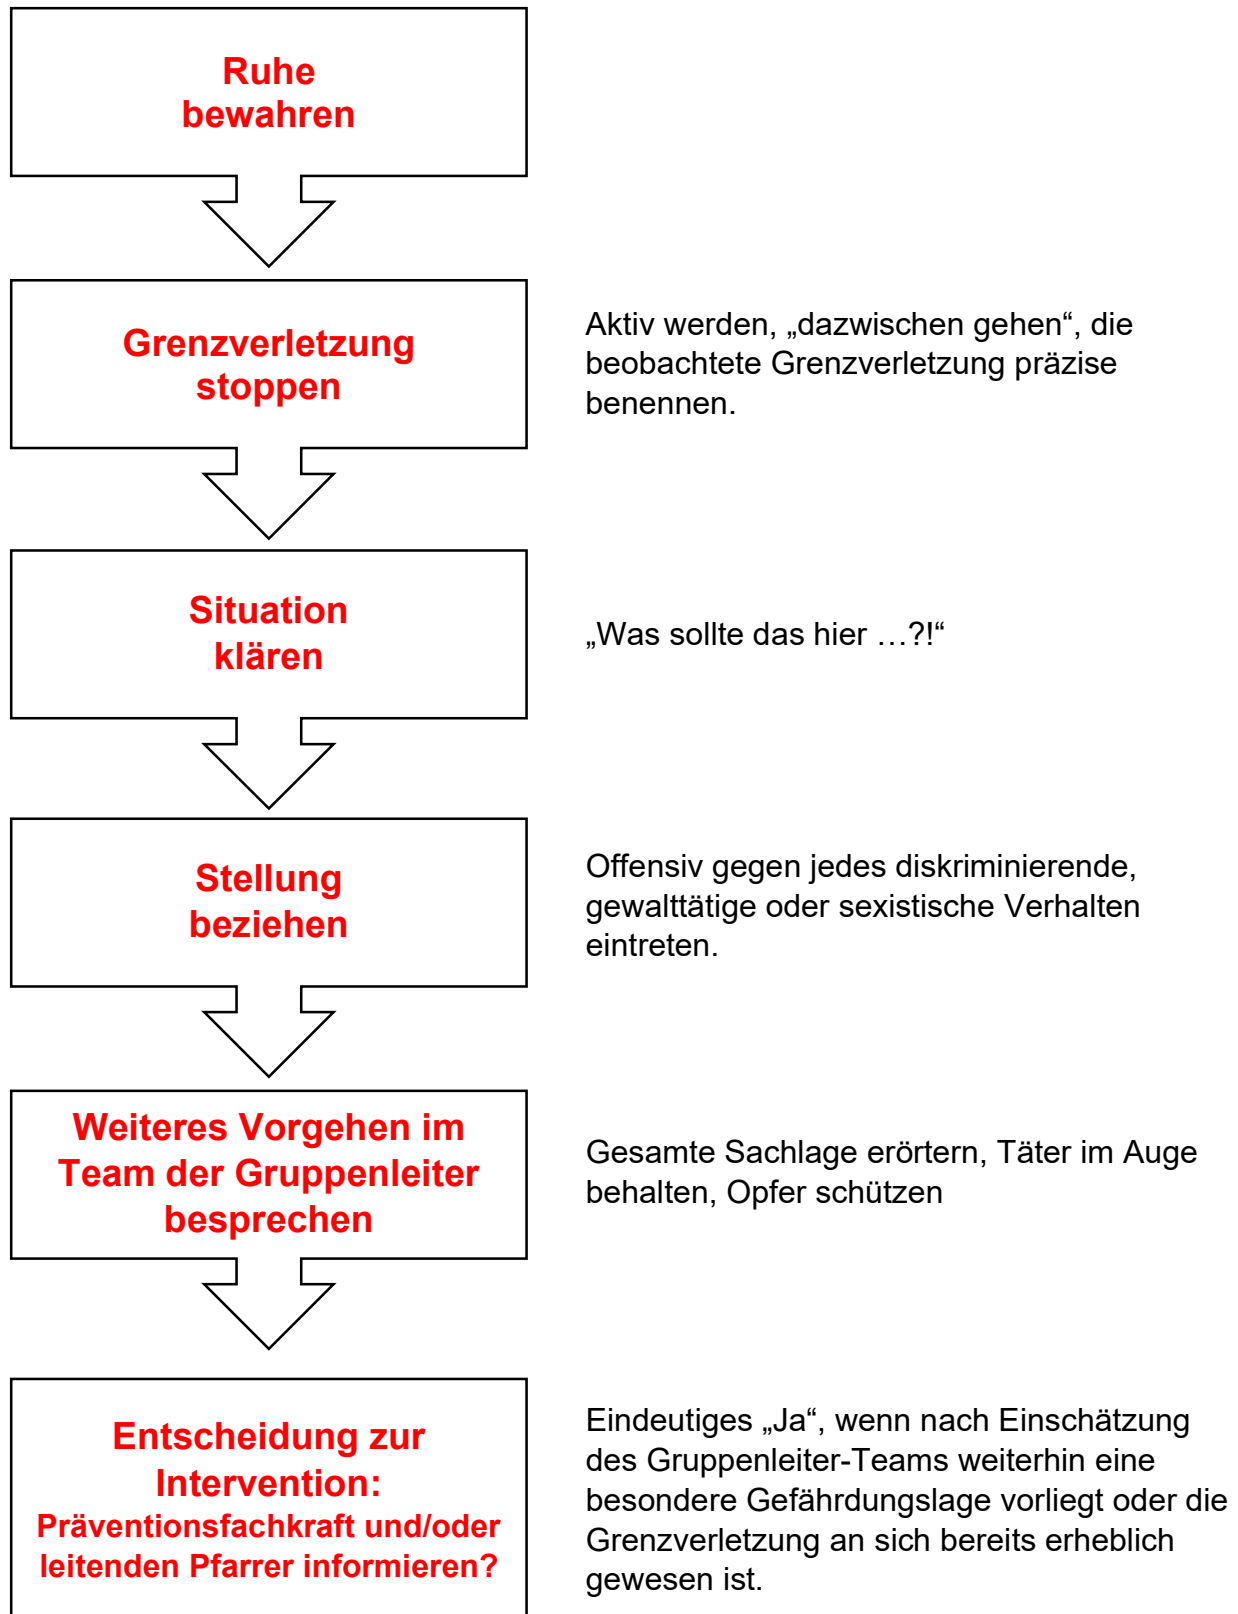 Ruhe
bewahren
Grenzverletzung
stoppen
Aktiv werden, „dazwischen gehen“, die
beobachtete Grenzverletzung präzise
benennen.
Situation
klären
„Was sollte das hier …?!“
Stellung
beziehen
Offensiv gegen jedes diskriminierende,
gewalttätige oder sexistische Verhalten
eintreten.
Weiteres Vorgehen im
Team der Gruppenleiter
besprechen
Gesamte Sachlage erörtern, Täter im Auge
behalten, Opfer schützen
Entscheidung zur
Intervention:
Präventionsfachkraft und/oder
leitenden Pfarrer informieren?
Eindeutiges „Ja“, wenn nach Einschätzung
des Gruppenleiter-Teams weiterhin eine
besondere Gefährdungslage vorliegt oder die
Grenzverletzung an sich bereits erheblich
gewesen ist.